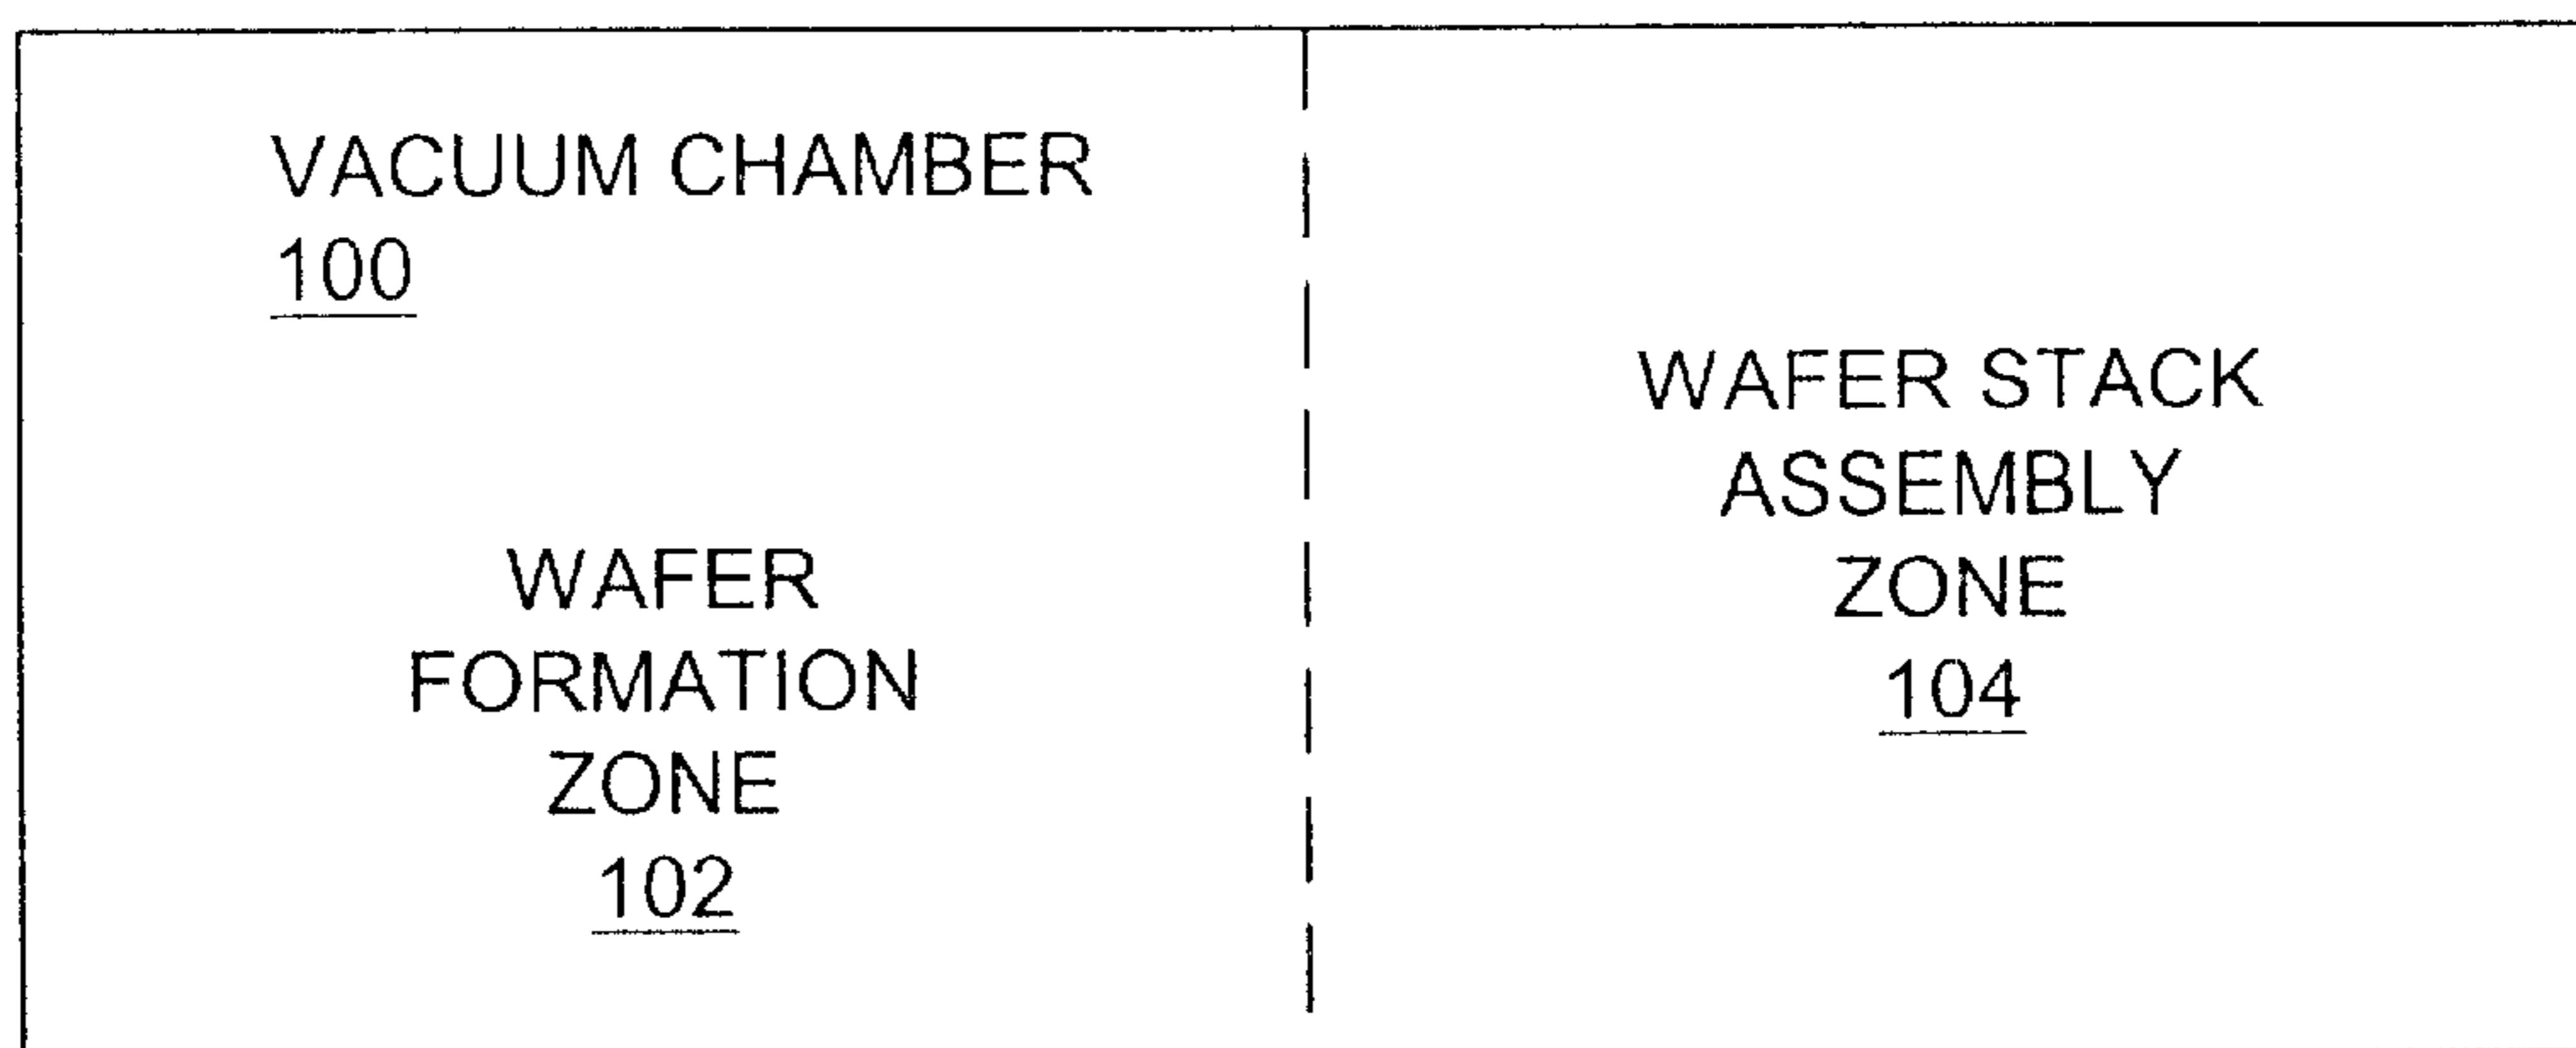 VACUUM CHAMBER
100
WAFER
FORMATION
ZONE
102
WAFER STACK
ASSEMBLY
ZONE
104